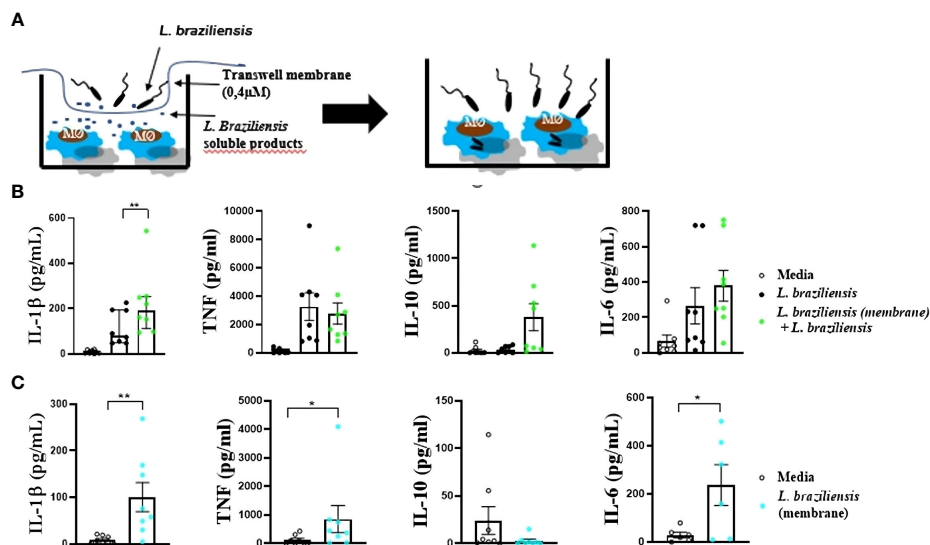 A
L. braziliensis
Transwell membrane
(0,4µM)
L. Braziliensis
soluble products
MØ MØ
MØ MØ
B
IL-1β (pg/mL)
600
400
200
0
**
TNF (pg/ml)
10000
8000
6000
4000
2000
0
IL-10 (pg/mL)
1500
1000
500
0
IL-6 (pg/mL)
800
600
400
200
0
Media
L. braziliensis
L. braziliensis (membrane)
+ L. braziliensis
C
IL-1β (pg/mL)
300
200
100
0
**
TNF (pg/ml)
5000
4000
3000
2000
1000
0
*
IL-10 (pg/ml)
150
100
50
0
IL-6 (pg/mL)
600
400
200
0
*
Media
L. braziliensis
(membrane)